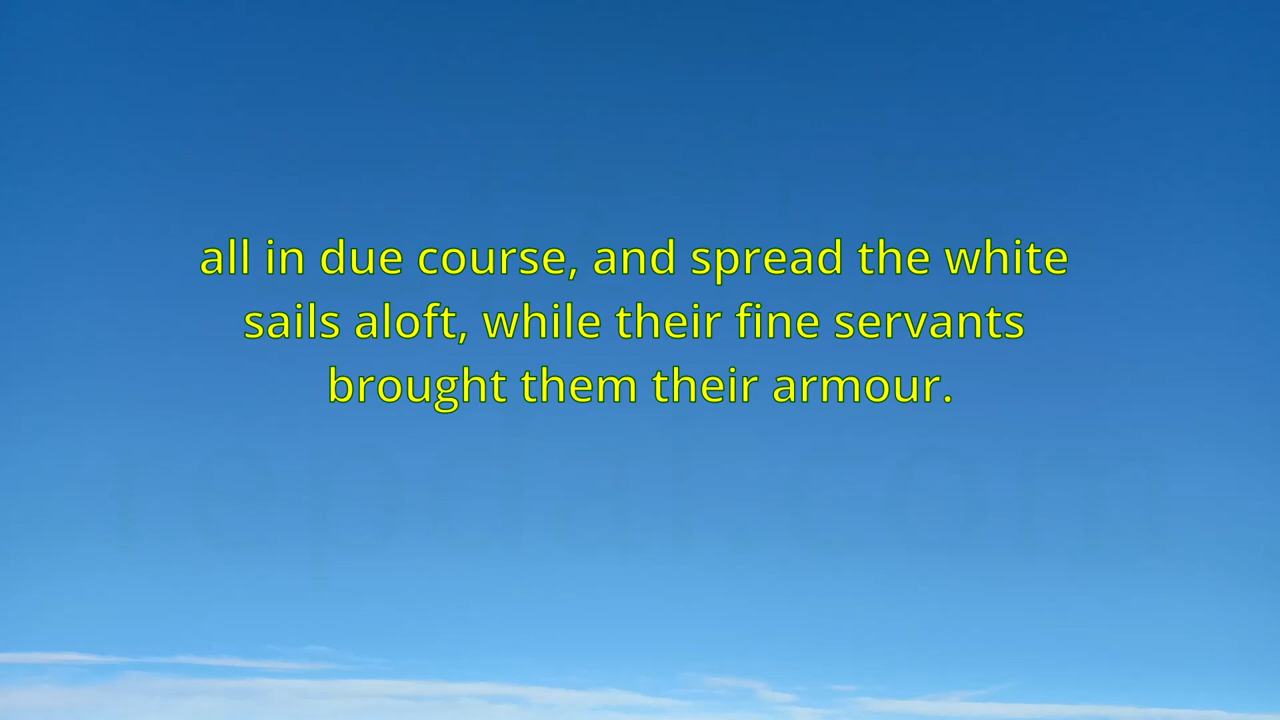 all in due course, and spread the white
sails aloft, while their fine servants
brought them their armour.